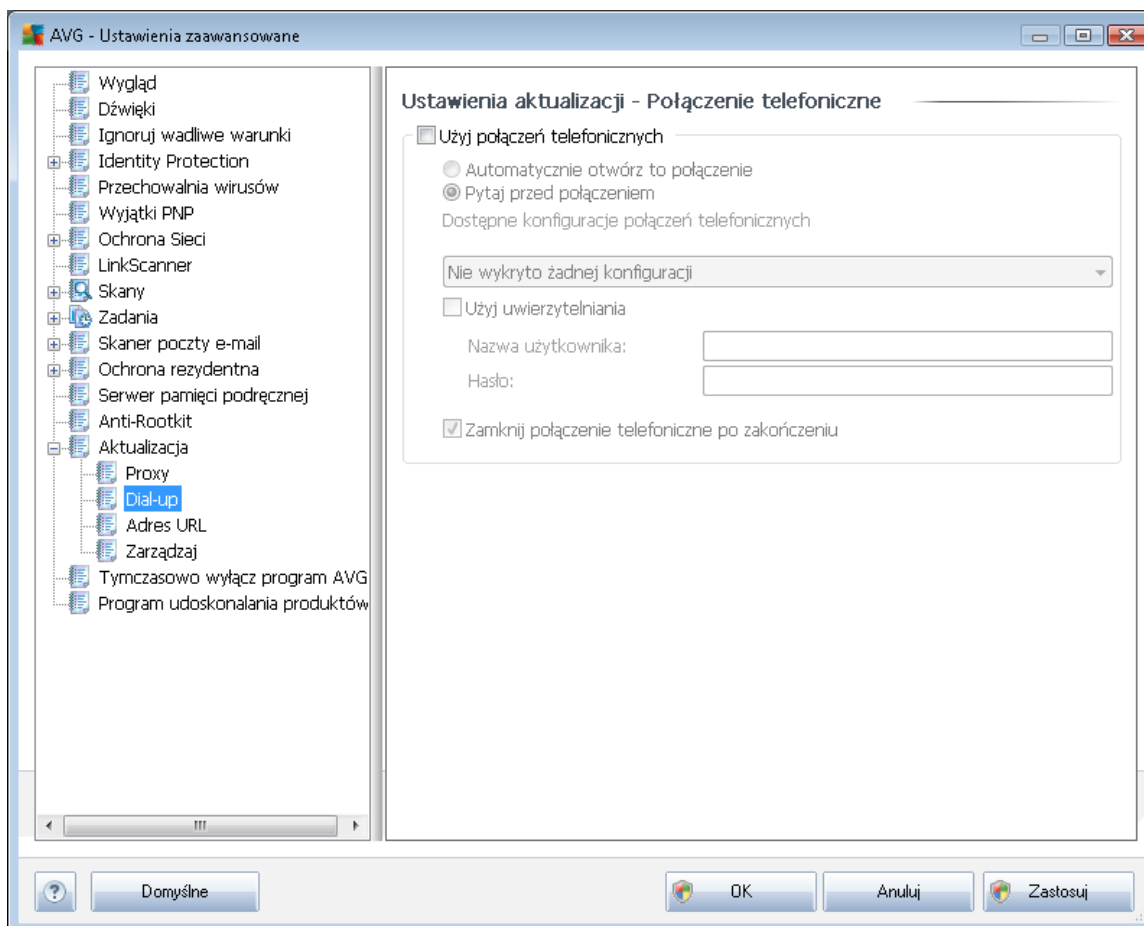 AVG - Ustawienia zaawansowane
Wygląd
Dźwięki
Ignoruj wadliwe warunki
Identity Protection
Przechowalnia wirusów
Wyjątki PNP
Ochrona Sieci
LinkScanner
Skany
Zadania
Skaner poczty e-mail
Ochrona rezydentna
Serwer pamięci podręcznej
Anti-Rootkit
Aktualizacja
Proxy
Dial-up
Adres URL
Zarządzaj
Tymczasowo wyłącz program AVG
Program udoskonalania produktów
Ustawienia aktualizacji - Połączenie telefoniczne
Użyj połączeń telefonicznych
Automatycznie otwórz to połączenie
Pytaj przed połączeniem
Dostępne konfiguracje połączeń telefonicznych
Nie wykryto żadnej konfiguracji
Użyj uwierzytelniania
Nazwa użytkownika:
Hasło:
Zamknij połączenie telefoniczne po zakończeniu
? Domyślne OK Anuluj Zastosuj